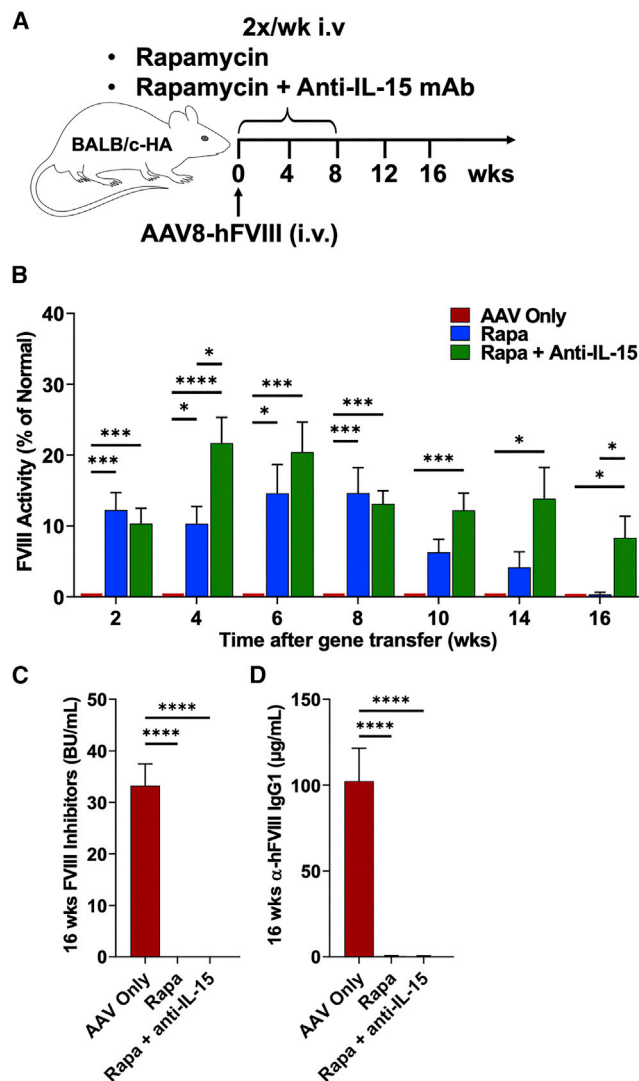 A
2x/wk i.v
• Rapamycin
• Rapamycin + Anti-IL-15 mAb
BALB/c-HA
0 4 8 12 16 wks
AAV8-hFVIII (i.v.)
B
AAV Only
Rapa
Rapa + Anti-IL-15
FVIII Activity (% of Normal)
40
30
20
10
0
*
**** *** *** *
* * *** *** * *
*** ***
2 4 6 8 10 14 16
Time after gene transfer (wks)
C
16 wks FVIII Inhibitors (BU/mL)
50
40
30
20
10
0
****
****
AAV Only
Rapa
Rapa + anti-IL-15
D
16 wks α-hFVIII IgG1 (µg/mL)
150
100
50
0
****
****
AAV Only
Rapa
Rapa + anti-IL-15